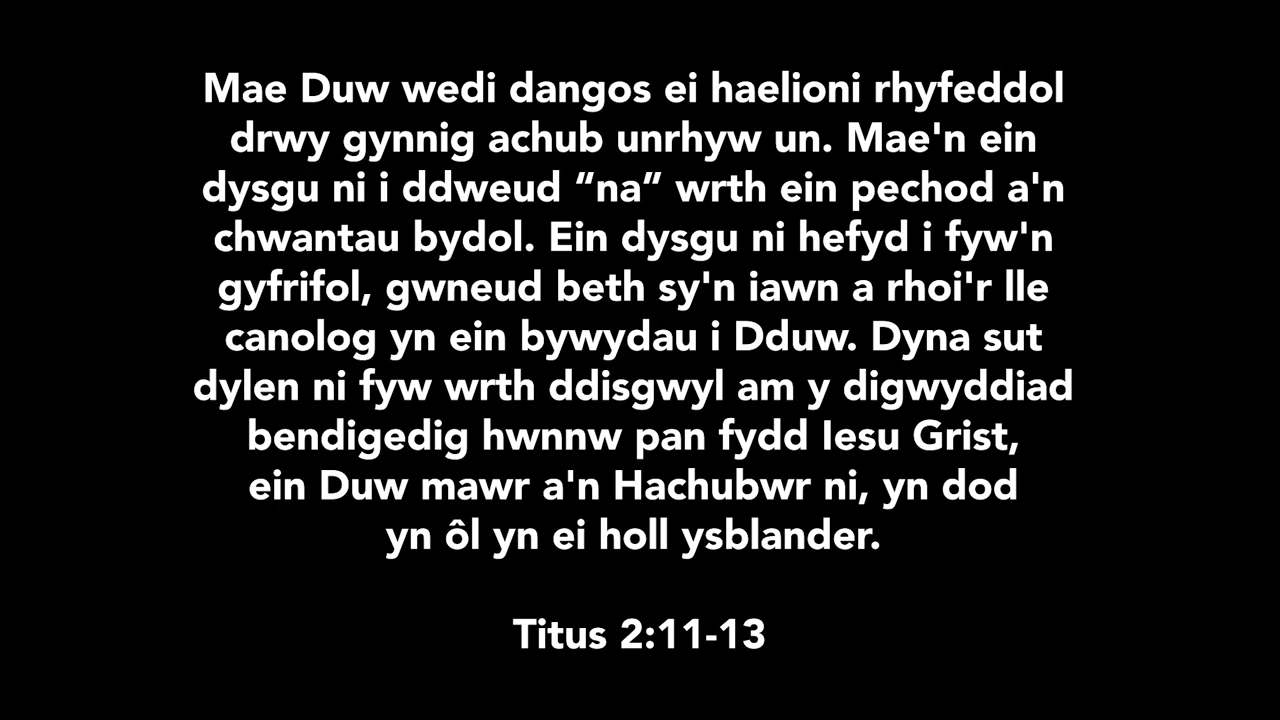 Mae Duw wedi dangos ei haelioni rhyfeddol
drwy gynnig achub unrhyw un. Mae'n ein
dysgu ni i ddweud “na” wrth ein pechod a'n
chwantau bydol. Ein dysgu ni hefyd i fyw'n
gyfrifol, gwneud beth sy'n iawn a rhoi'r lle
canolog yn ein bywydau i Dduw. Dyna sut
dylen ni fyw wrth ddisgwyl am y digwyddiad
bendigedig hwnnw pan fydd Iesu Grist,
ein Duw mawr a'n Hachubwr ni, yn dod
yn ôl yn ei holl ysblander.
Titus 2:11-13